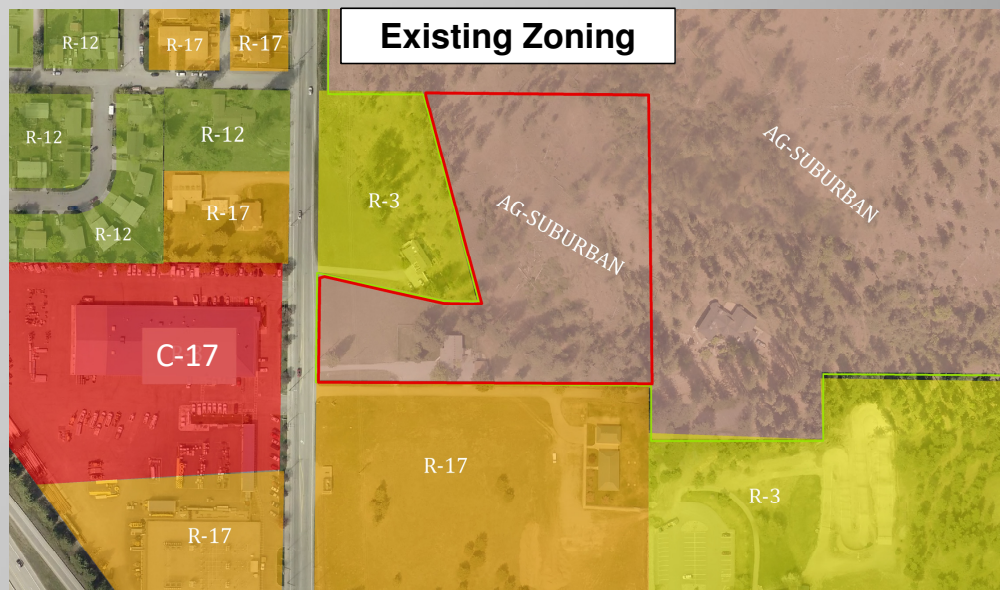 Existing Zoning
R-12
R-17
R-17
R-12
R-12
R-17
R-12
R-3
AG-SUBURBAN
AG-SUBURBAN
C-17
R-17
R-17
R-3